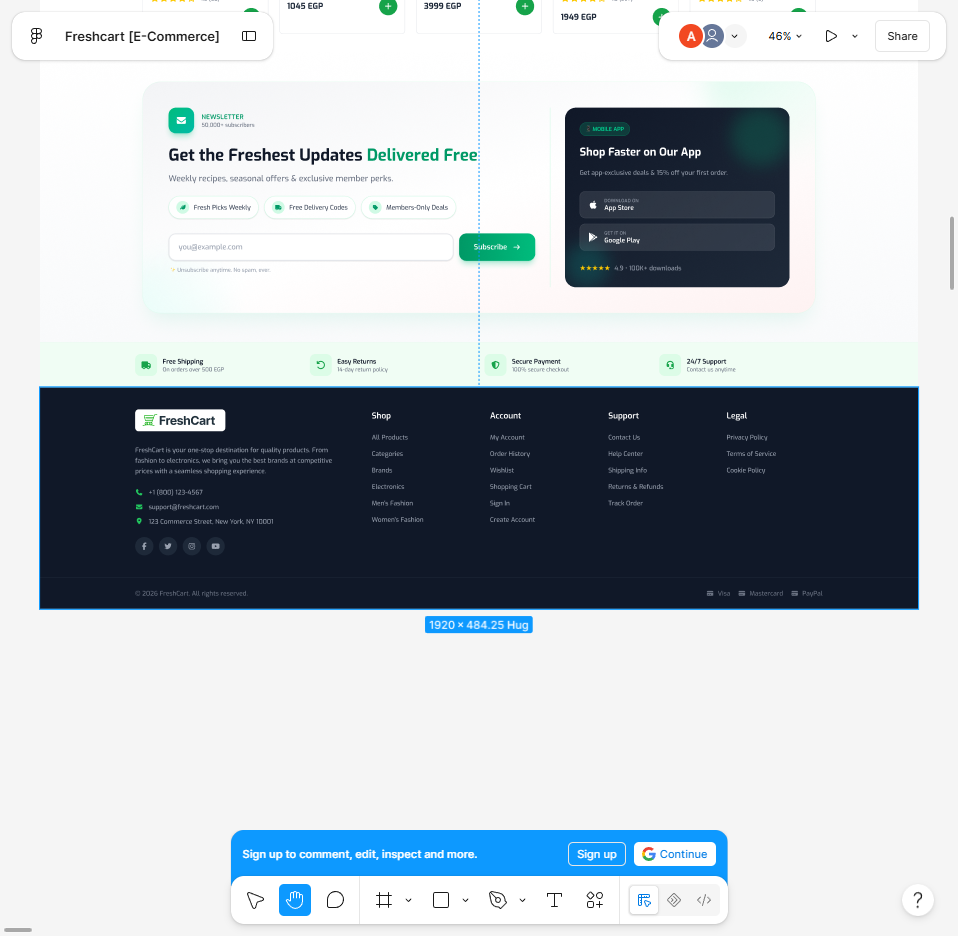 Freshcart [E-Commerce]
A
46%
Share
1045 EGP
3999 EGP
1949 EGP
NEWSLETTER
50,000+ subscribers
Get the Freshest Updates Delivered Free
Weekly recipes, seasonal offers & exclusive member perks.
Fresh Picks Weekly
Free Delivery Codes
Members-Only Deals
you@example.com
Subscribe →
Unsubscribe anytime. No spam, ever.
MOBILE APP
Shop Faster on Our App
Get app-exclusive deals & 15% off your first order.
DOWNLOAD ON
App Store
GET IT ON
Google Play
★★★★★ 4.9 · 100K+ downloads
Free Shipping
On orders over 500 EGP
Easy Returns
14-day return policy
Secure Payment
100% secure checkout
24/7 Support
Contact us anytime
FreshCart
FreshCart is your one-stop destination for quality products. From
fashion to electronics, we bring you the best brands at competitive
prices with a seamless shopping experience.
+1 (800) 123-4567
support@freshcart.com
123 Commerce Street, New York, NY 10001
Shop
All Products
Categories
Brands
Electronics
Men's Fashion
Women's Fashion
Account
My Account
Order History
Wishlist
Shopping Cart
Sign In
Create Account
Support
Contact Us
Help Center
Shipping Info
Returns & Refunds
Track Order
Legal
Privacy Policy
Terms of Service
Cookie Policy
© 2026 FreshCart. All rights reserved.
Visa
Mastercard
PayPal
1920 × 484.25 Hug
Sign up to comment, edit, inspect and more.
Sign up
Continue
?